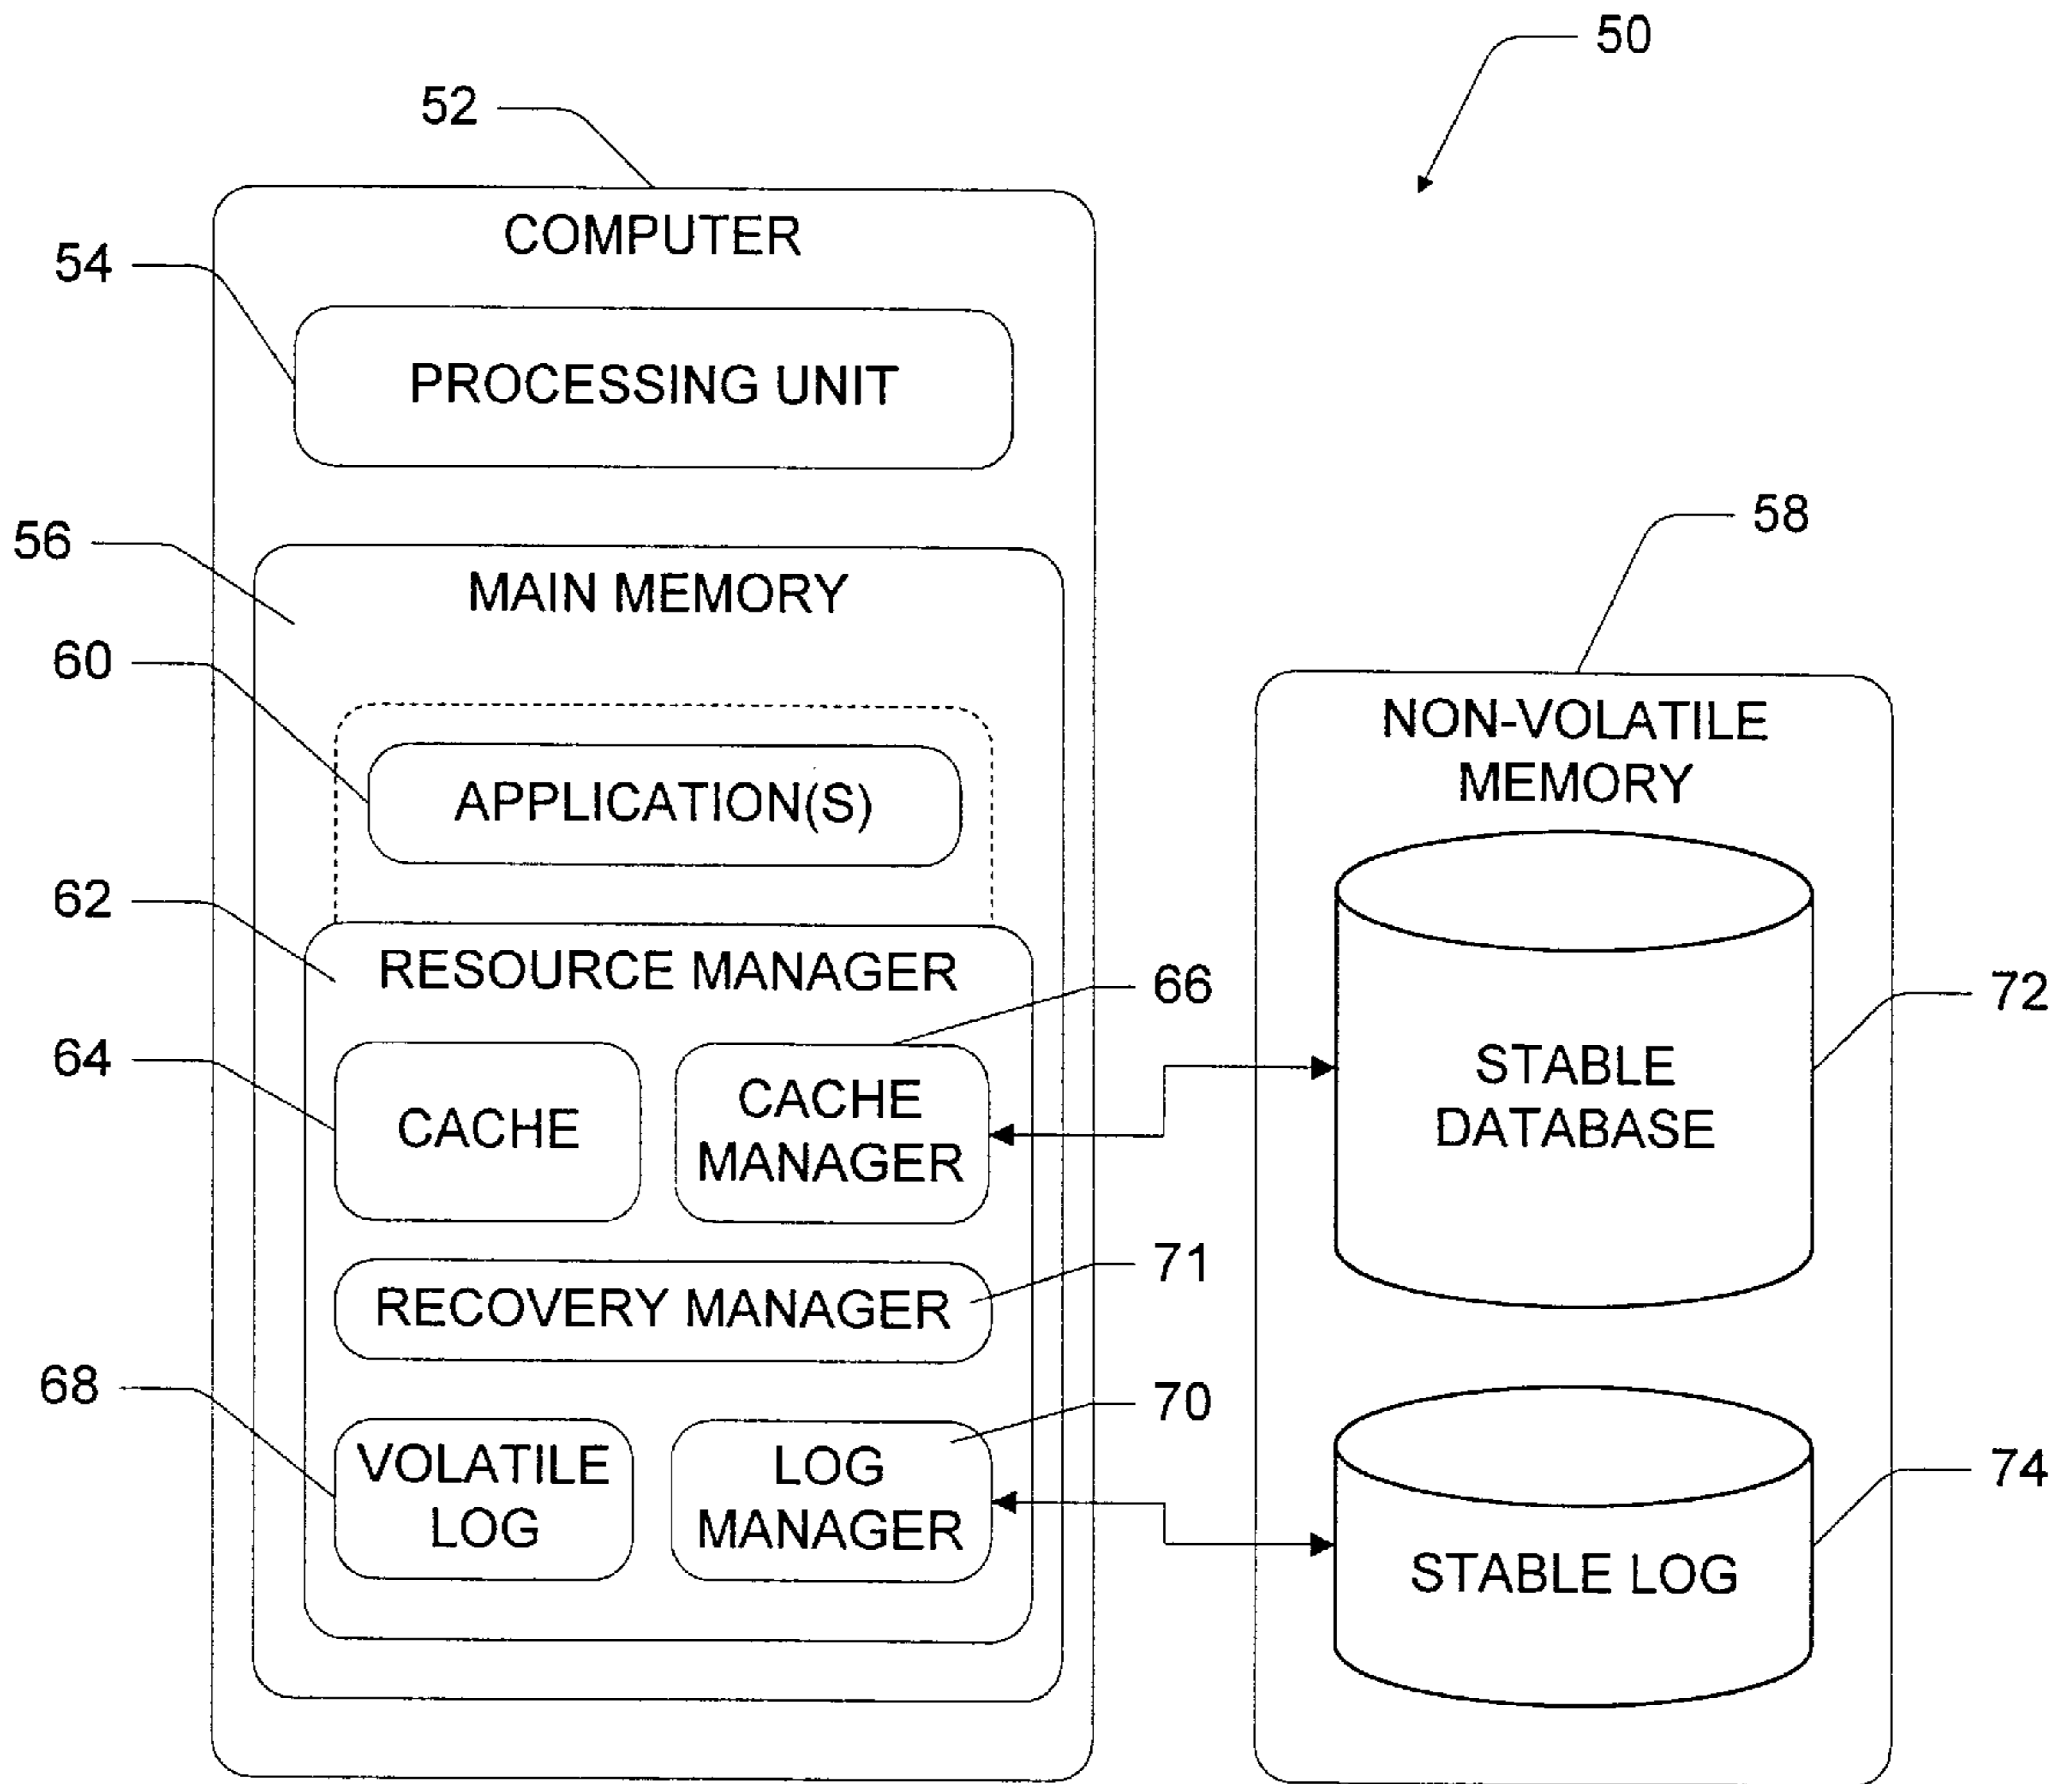 50
52
COMPUTER
54
PROCESSING UNIT
56
MAIN MEMORY
58
60
APPLICATION(S)
NON-VOLATILE
MEMORY
62
RESOURCE MANAGER
66
72
64
CACHE
CACHE
MANAGER
STABLE
DATABASE
71
RECOVERY MANAGER
68
70
VOLATILE
LOG
LOG
MANAGER
74
STABLE LOG